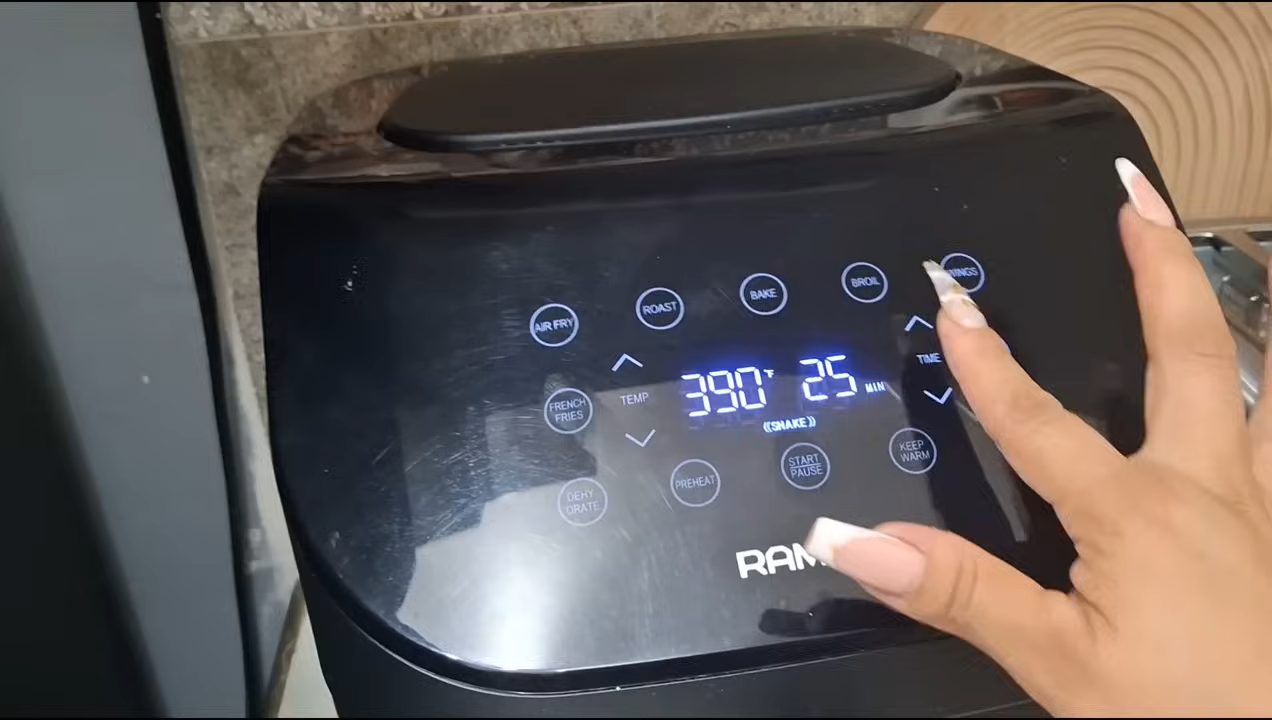 AIR FRY
ROAST
BAKE
BROIL
WINGS
TEMP
390 °F
25 MIN
TIME
FRENCH
FRIES
((SHAKE))
DEHY
DRATE
PREHEAT
START
PAUSE
KEEP
WARM